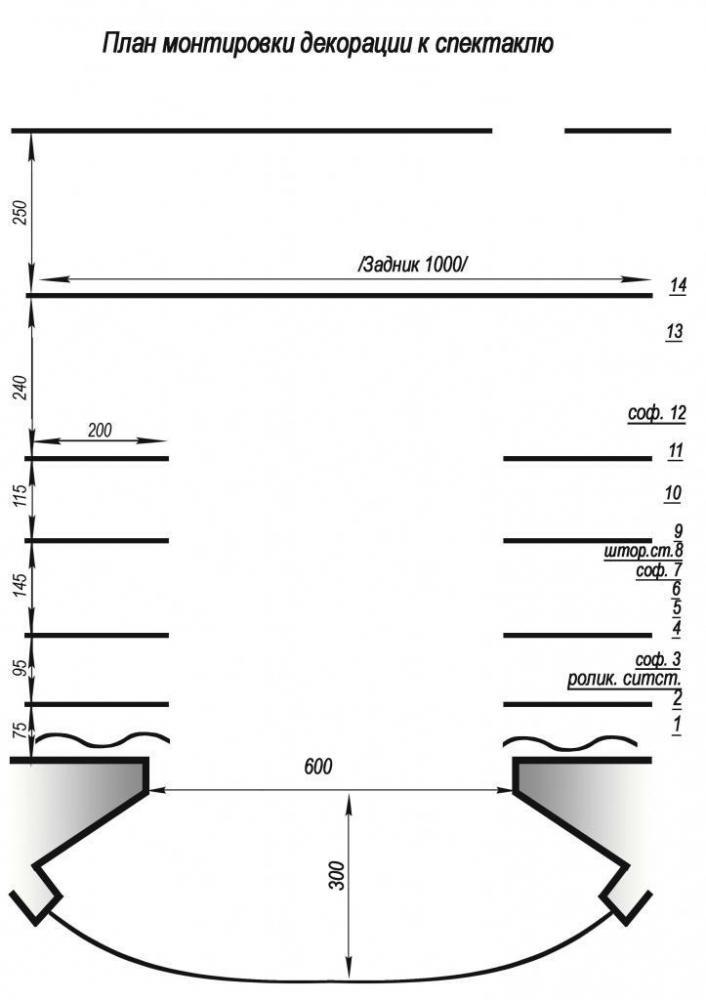 План монтировки декорации к спектаклю
250
/Задник 1000/
14
13
240
соф. 12
200
11
115
10
9
штор.ст.8
соф. 7
145
6
5
4
соф. 3
95
ролик. ситст.
2
75
1
600
300